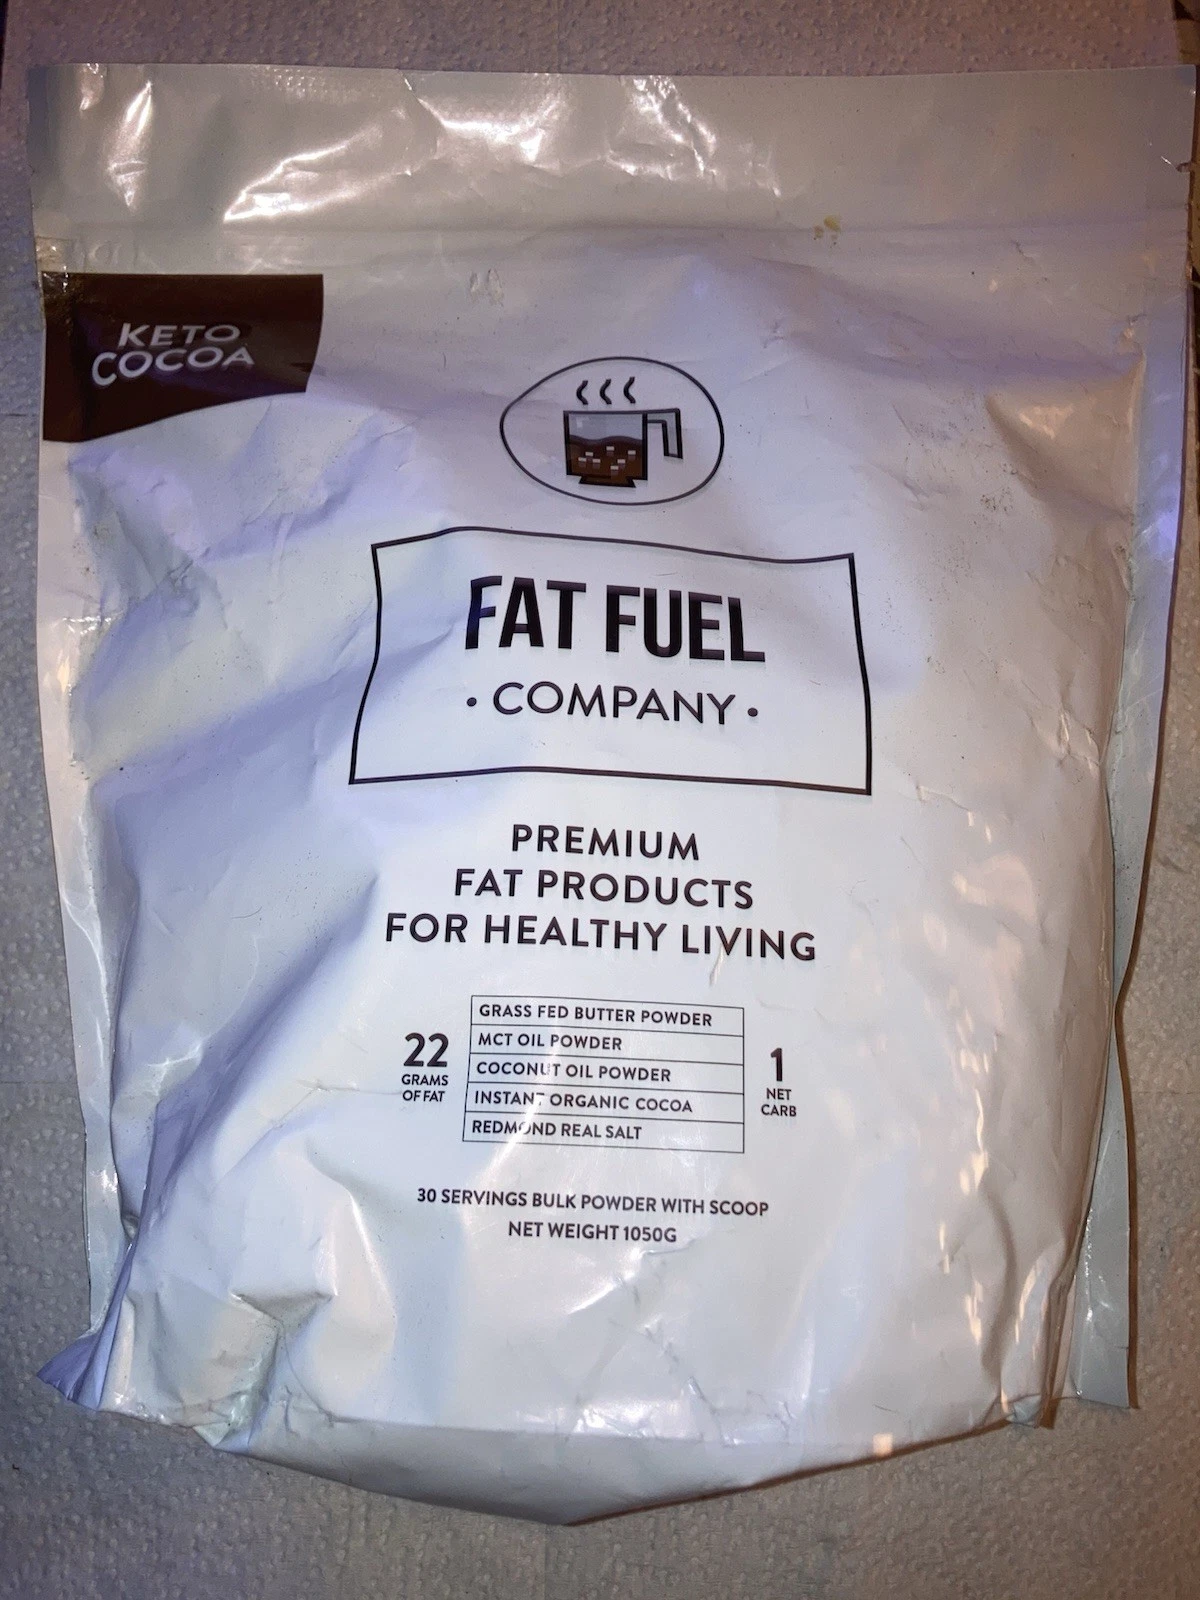 KETO
COCOA
FAT FUEL
• COMPANY •
PREMIUM
FAT PRODUCTS
FOR HEALTHY LIVING
22
GRAMS
OF FAT
GRASS FED BUTTER POWDER
MCT OIL POWDER
COCONUT OIL POWDER
INSTANT ORGANIC COCOA
REDMOND REAL SALT
1
NET
CARB
30 SERVINGS BULK POWDER WITH SCOOP
NET WEIGHT 1050G